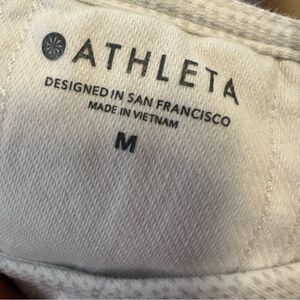 ATHLETA
DESIGNED IN SAN FRANCISCO
MADE IN VIETNAM
M